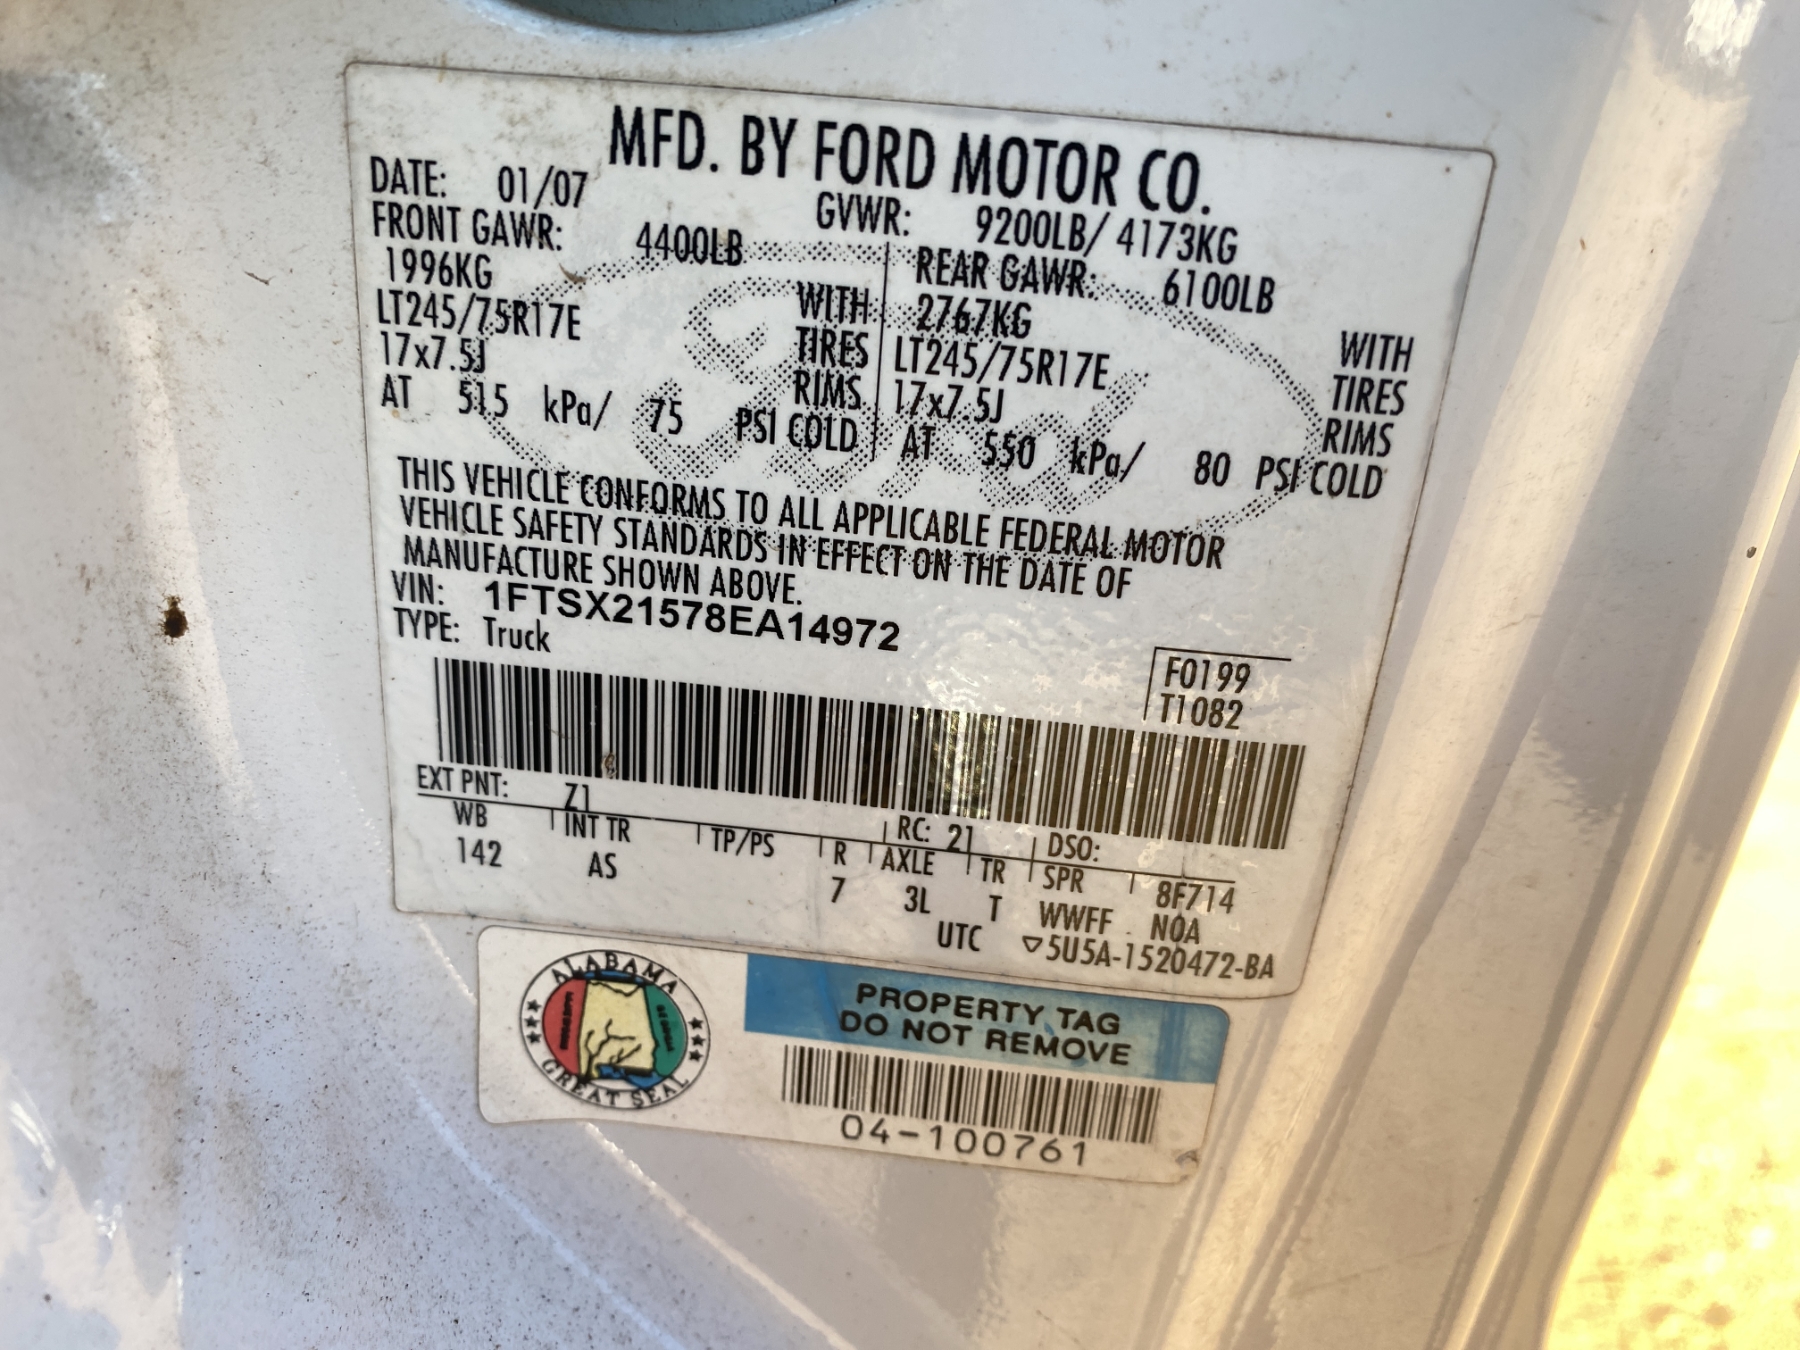 MFD. BY FORD MOTOR CO.
DATE: 01/07 GVWR: 9200LB/ 4173KG
FRONT GAWR: 4400LB REAR GAWR: 6100LB
1996KG WITH 2767KG WITH
LT245/75R17E TIRES LT245/75R17E TIRES
17x7.5J RIMS 17x7.5J RIMS
AT 515 kPa/ 75 PSI COLD AT 550 kPa/ 80 PSI COLD
THIS VEHICLE CONFORMS TO ALL APPLICABLE FEDERAL MOTOR
VEHICLE SAFETY STANDARDS IN EFFECT ON THE DATE OF
MANUFACTURE SHOWN ABOVE.
VIN: 1FTSX21578EA14972
TYPE: Truck
F0199
T1082
EXT PNT: Z1 RC: 21 DSO:
WB INT TR TP/PS R AXLE TR SPR 8F714
142 AS 7 3L T WWFF N0A
UTC 5U5A-1520472-BA
ALABAMA
GREAT SEAL
PROPERTY TAG
DO NOT REMOVE
04-100761